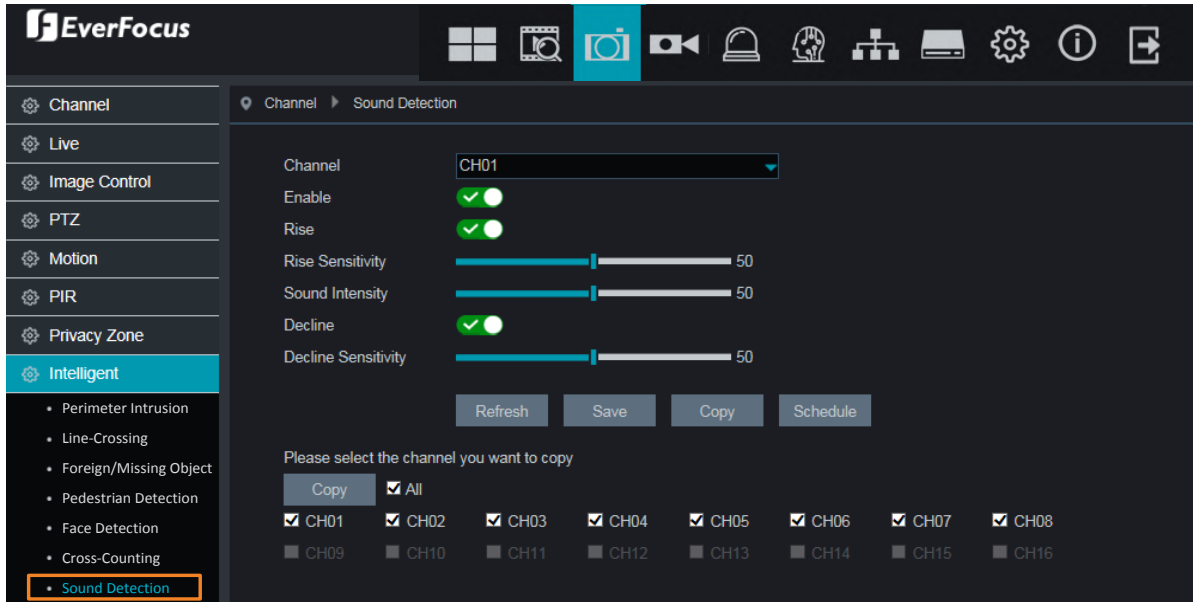 EverFocus
Channel
Live
Image Control
PTZ
Motion
PIR
Privacy Zone
Intelligent
Perimeter Intrusion
Line-Crossing
Foreign/Missing Object
Pedestrian Detection
Face Detection
Cross-Counting
Sound Detection
Channel Sound Detection
Channel CH01
Enable
Rise
Rise Sensitivity 50
Sound Intensity 50
Decline
Decline Sensitivity 50
Refresh Save Copy Schedule
Please select the channel you want to copy
Copy All
CH01 CH02 CH03 CH04 CH05 CH06 CH07 CH08
CH09 CH10 CH11 CH12 CH13 CH14 CH15 CH16